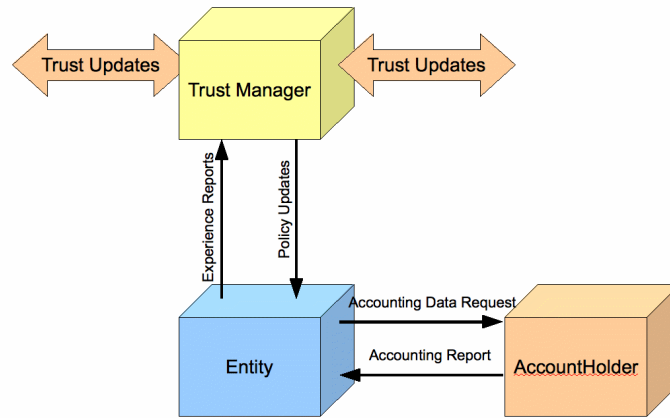 Trust Updates
Trust Manager
Trust Updates
Experience Reports
Policy Updates
Accounting Data Request
Accounting Report
Entity
AccountHolder